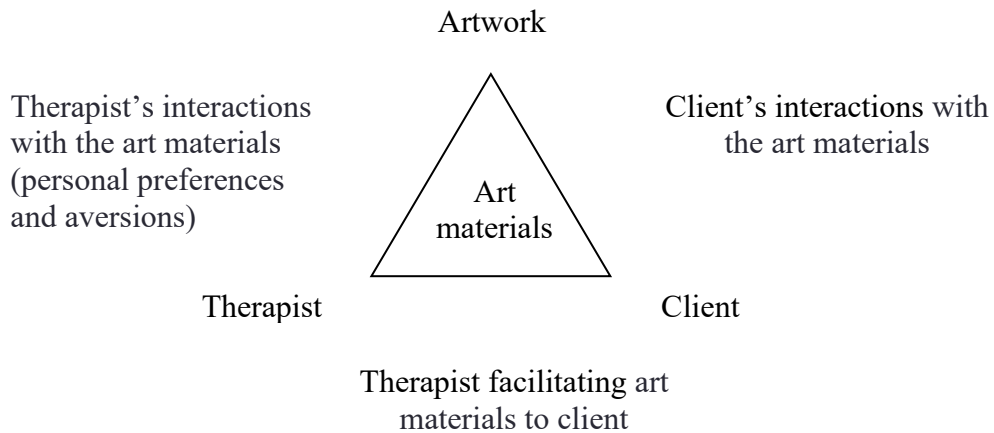 Artwork
Therapist’s interactions
with the art materials
(personal preferences
and aversions)
Client’s interactions with
the art materials
Art
materials
Therapist
Client
Therapist facilitating art
materials to client